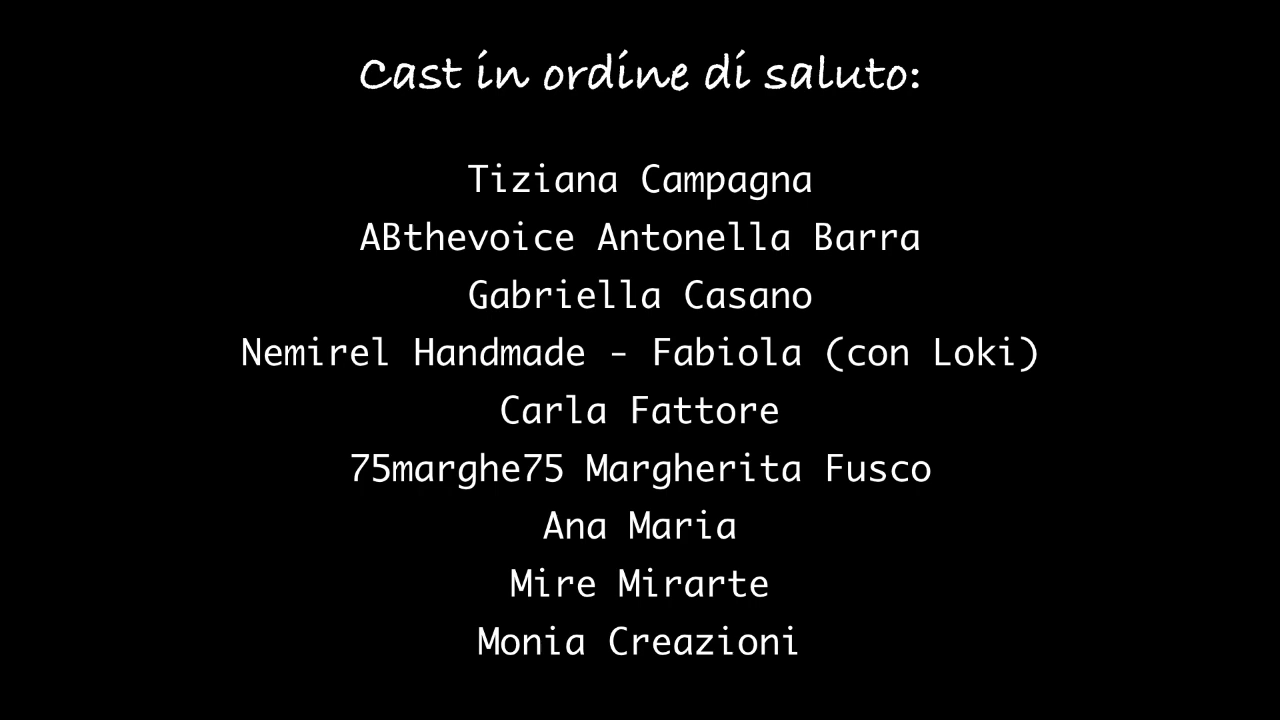 Cast in ordine di saluto:
Tiziana Campagna
ABthevoice Antonella Barra
Gabriella Casano
Nemirel Handmade - Fabiola (con Loki)
Carla Fattore
75marghe75 Margherita Fusco
Ana Maria
Mire Mirarte
Monia Creazioni